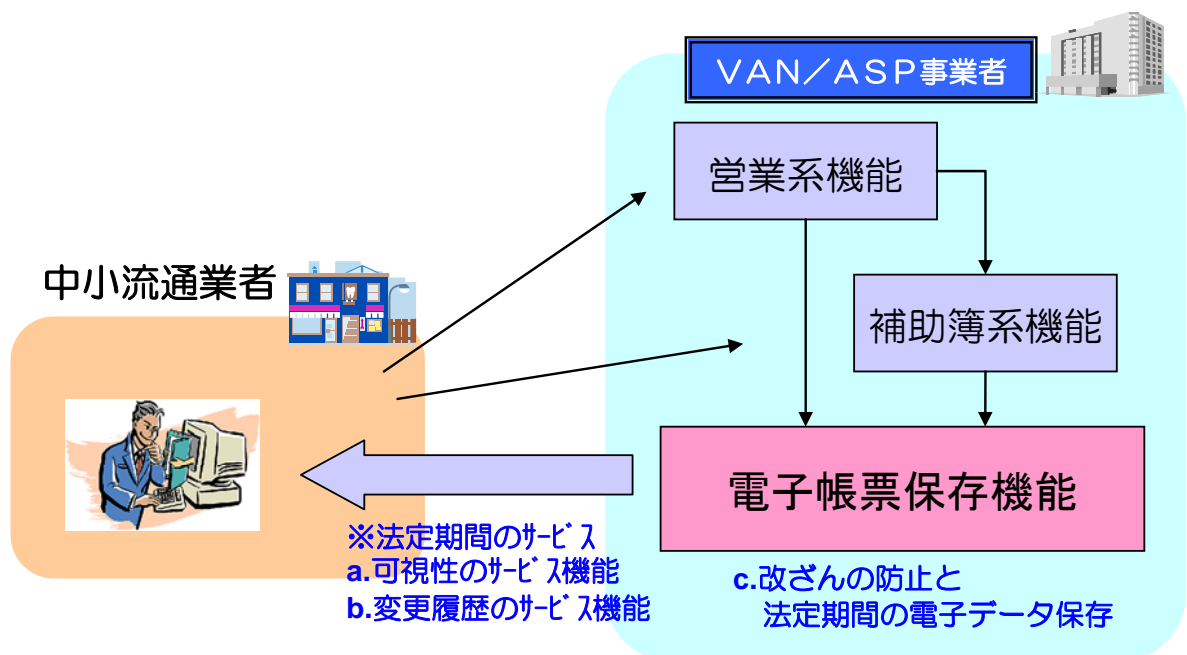 ＶＡＮ／ＡＳＰ事業者
営業系機能
中小流通業者
補助簿系機能
電子帳票保存機能
※法定期間のｻｰﾋﾞｽ
a.可視性のｻｰﾋﾞｽ機能
b.変更履歴のｻｰﾋﾞｽ機能
c.改ざんの防止と
法定期間の電子データ保存